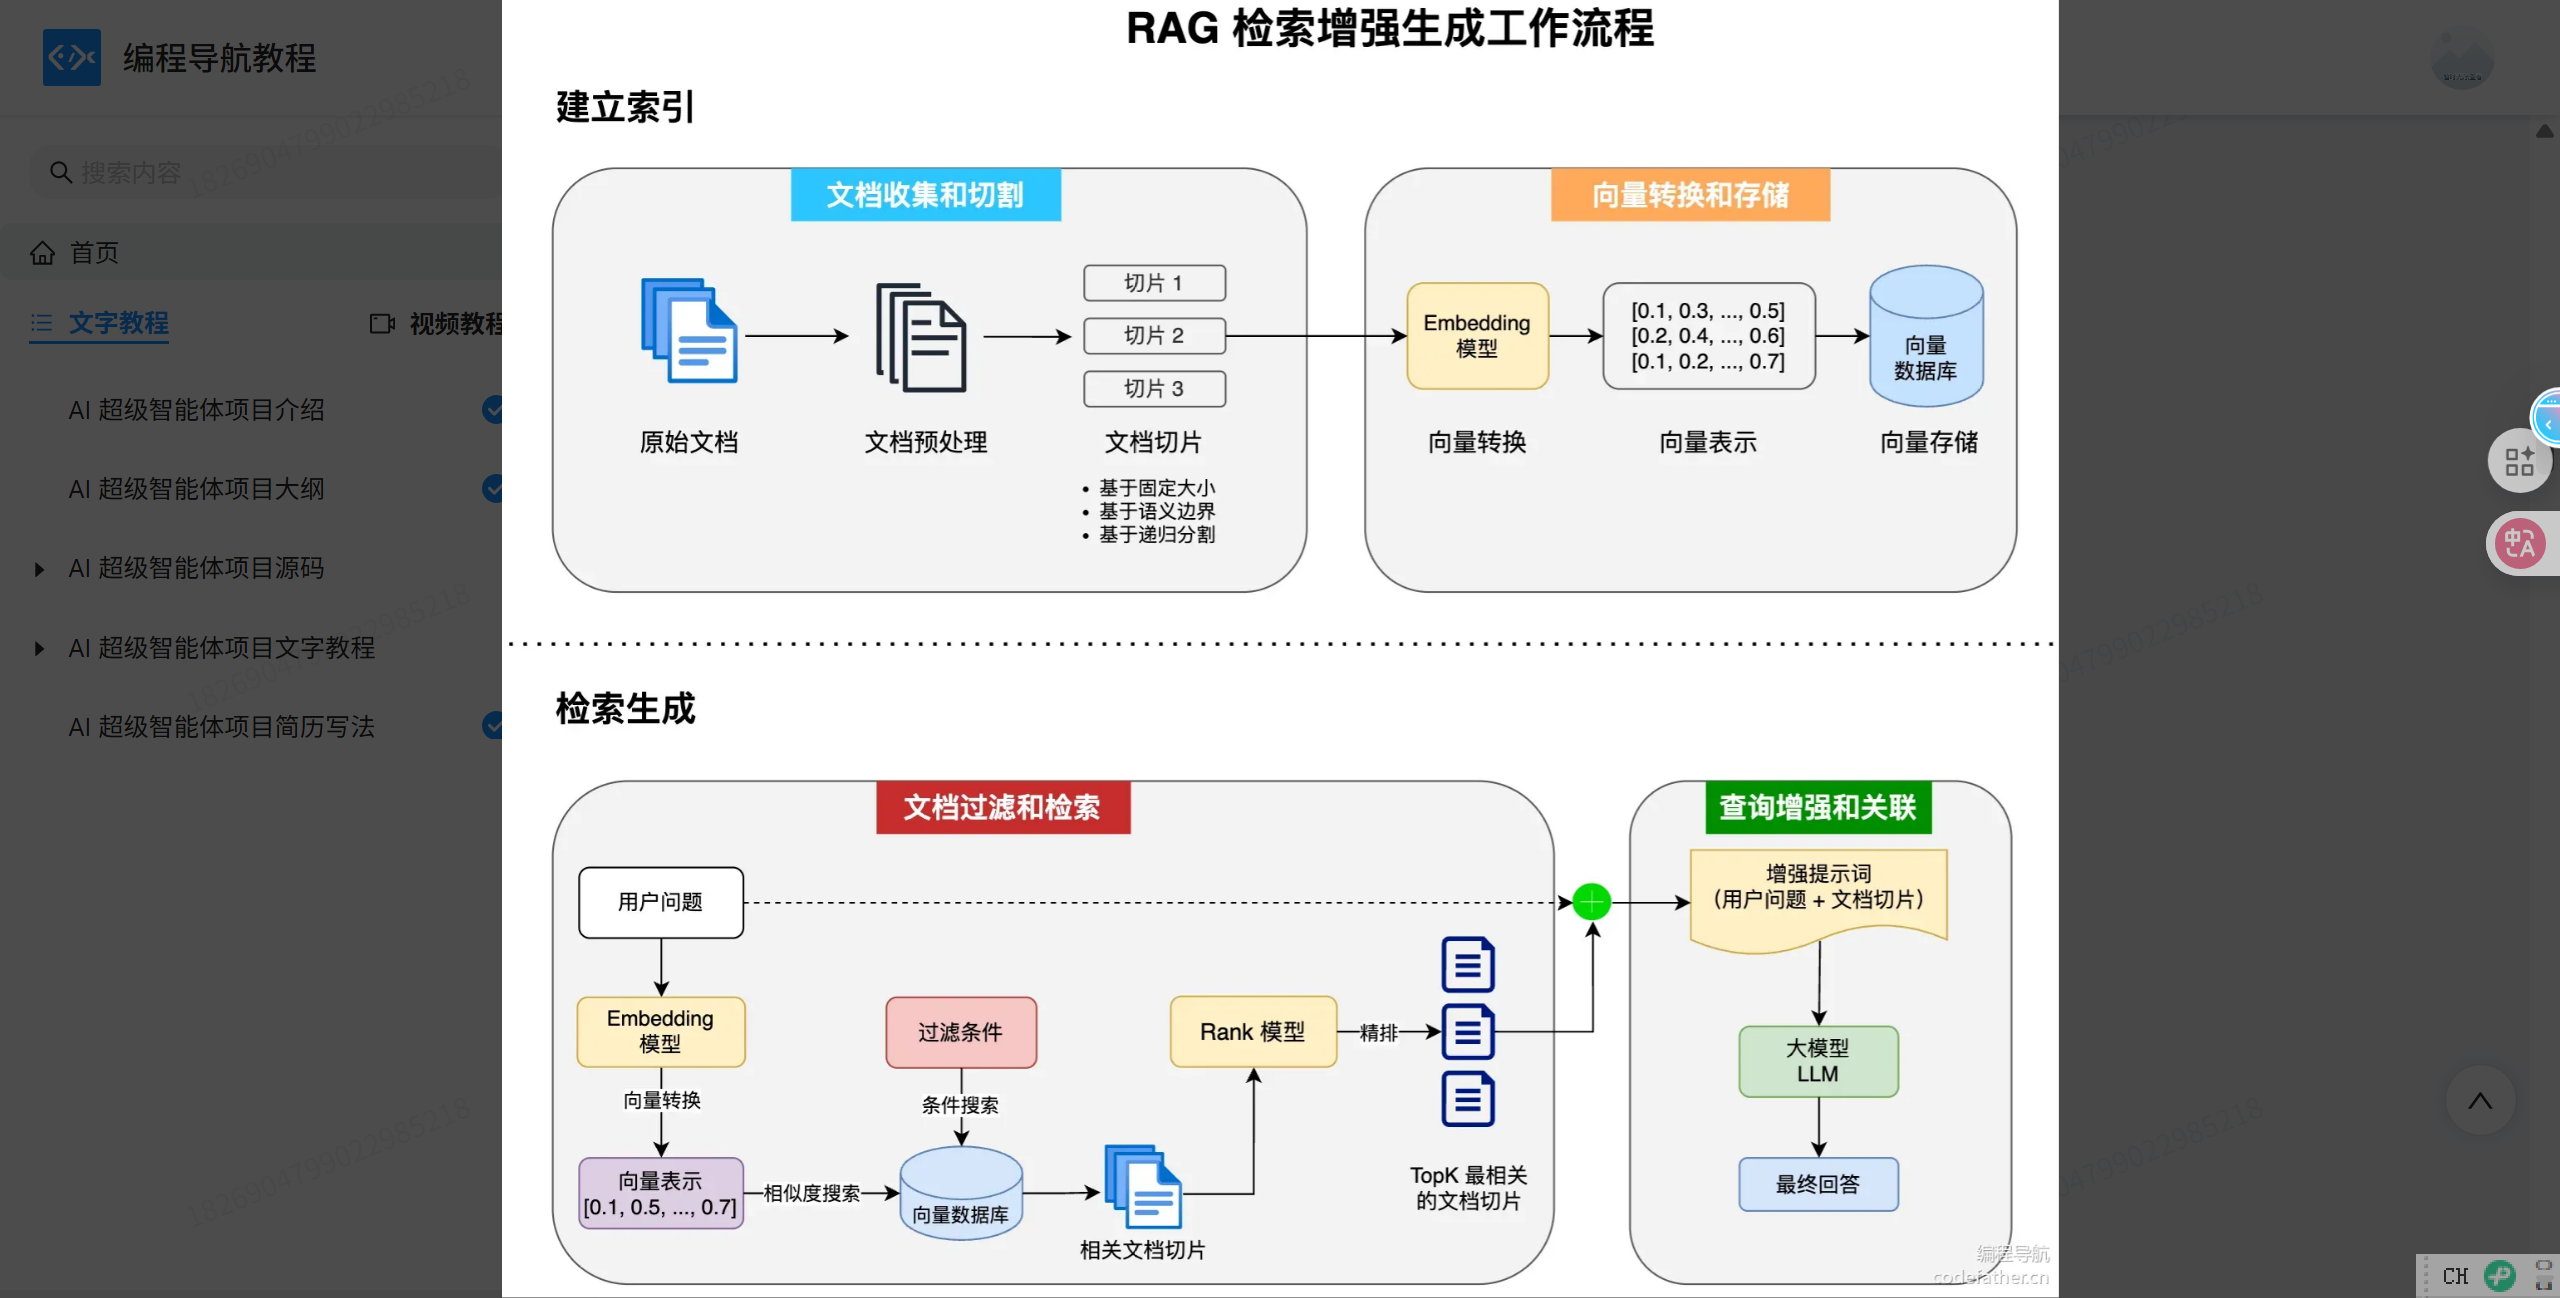 编程导航教程
搜索内容
首页
文字教程
视频教程
AI 超级智能体项目介绍
AI 超级智能体项目大纲
AI 超级智能体项目源码
AI 超级智能体项目文字教程
AI 超级智能体项目简历写法
RAG 检索增强生成工作流程
建立索引
文档收集和切割
原始文档
文档预处理
切片 1
切片 2
切片 3
文档切片
• 基于固定大小
• 基于语义边界
• 基于递归分割
向量转换和存储
Embedding
模型
向量转换
[0.1, 0.3, ..., 0.5]
[0.2, 0.4, ..., 0.6]
[0.1, 0.2, ..., 0.7]
向量表示
向量
数据库
向量存储
检索生成
文档过滤和检索
用户问题
Embedding
模型
向量转换
向量表示
[0.1, 0.5, ..., 0.7]
相似度搜索
过滤条件
条件搜索
向量数据库
相关文档切片
Rank 模型
精排
TopK 最相关
的文档切片
查询增强和关联
增强提示词
（用户问题 + 文档切片）
大模型
LLM
最终回答
编程导航
codefather.cn
中A
CH
1826904799022985218
1826904799022985218
1826904799022985218